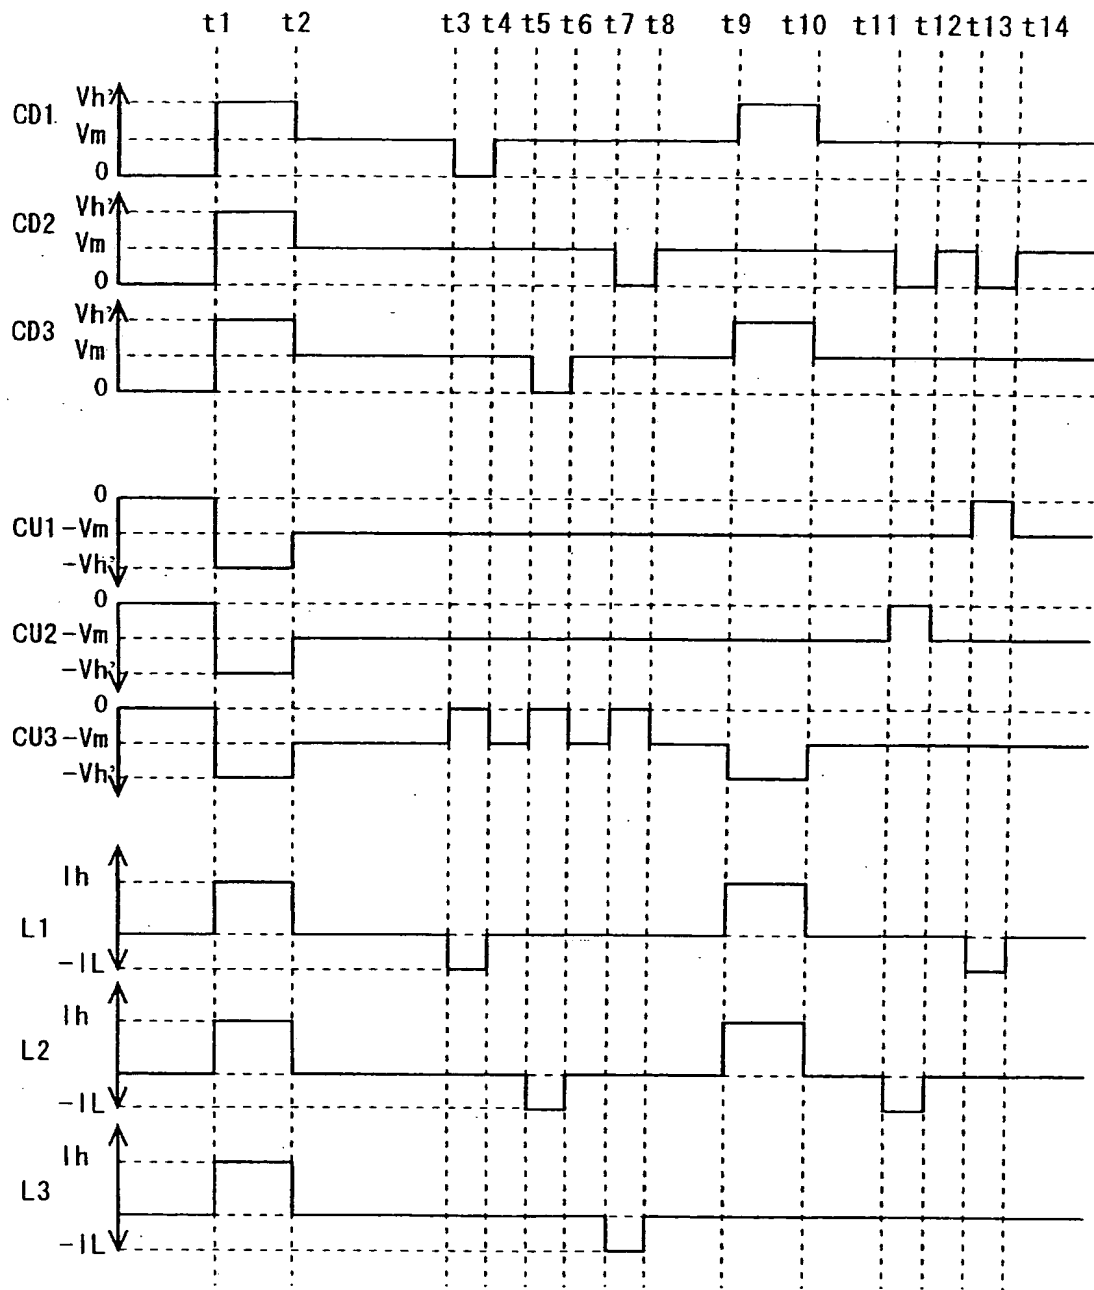 t1 t2 t3 t4 t5 t6 t7 t8 t9 t10 t11 t12 t13 t14
Vh'
CD1
Vm
0
Vh'
CD2
Vm
0
Vh'
CD3
Vm
0
0
CU1 -Vm
-Vh'
0
CU2 -Vm
-Vh'
0
CU3 -Vm
-Vh'
Ih
L1
-IL
Ih
L2
-IL
Ih
L3
-IL